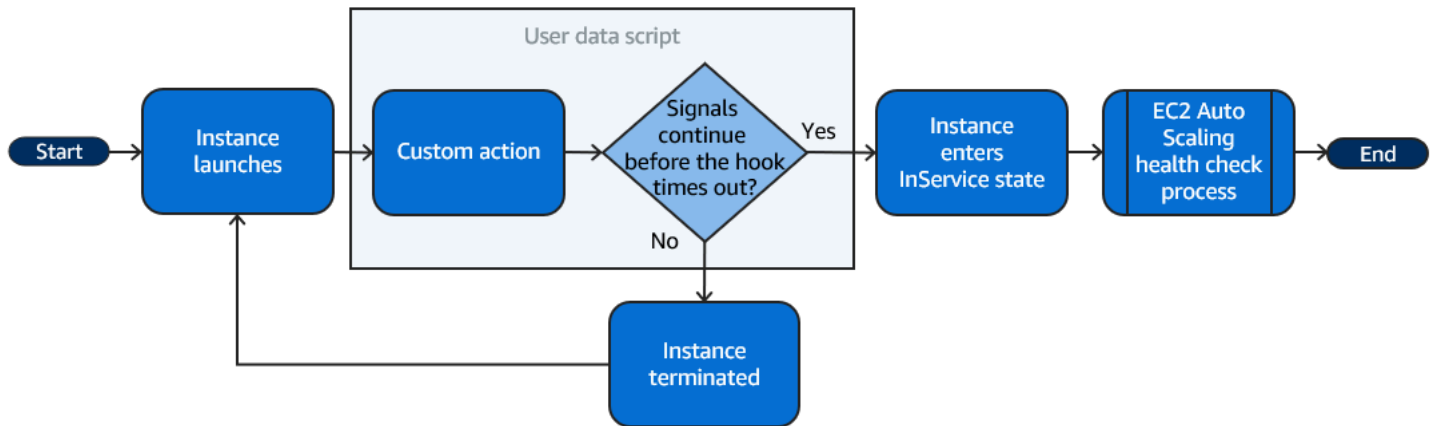 User data script
Start
Instance
launches
Custom action
Signals
continue
before the hook
times out?
Yes
No
Instance
enters
InService state
EC2 Auto
Scaling
health check
process
End
Instance
terminated